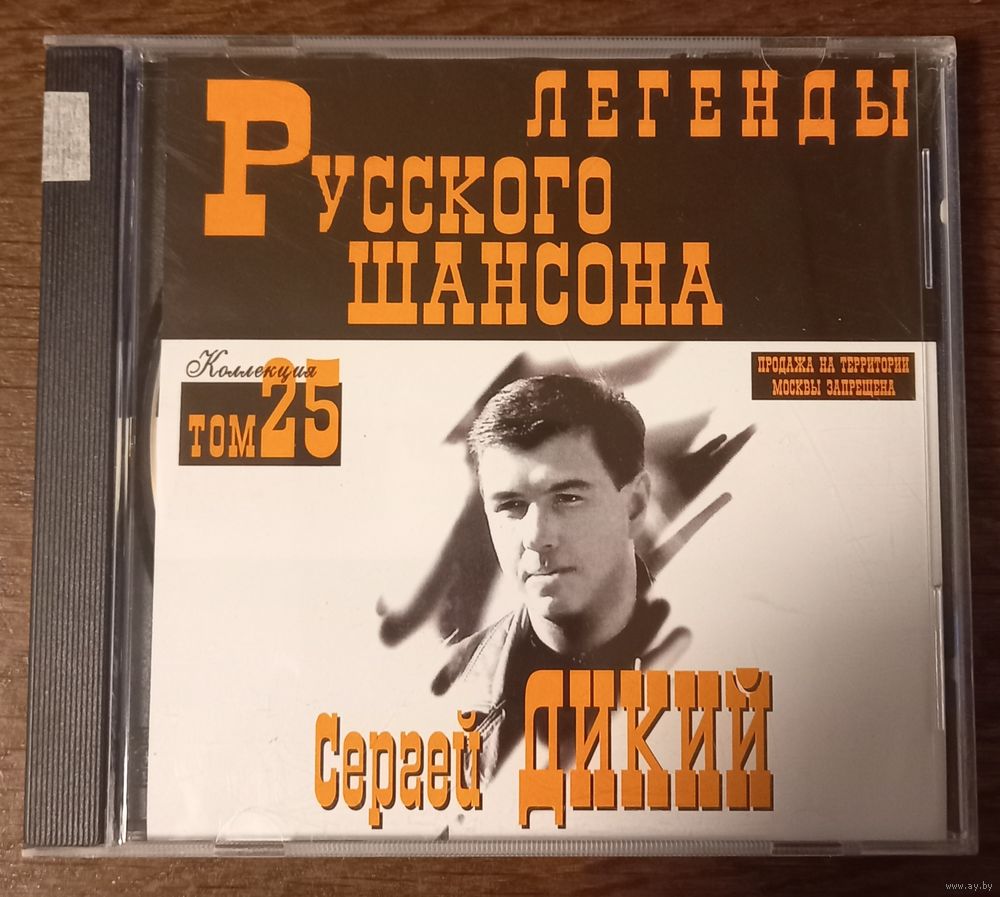 ЛЕГЕНДЫ
РУССКОГО
ШАНСОНА
Коллекция
ТОМ 25
ПРОДАЖА НА ТЕРРИТОРИИ
МОСКВЫ ЗАПРЕЩЕНА
Сергей ДИКИЙ
www.ay.by